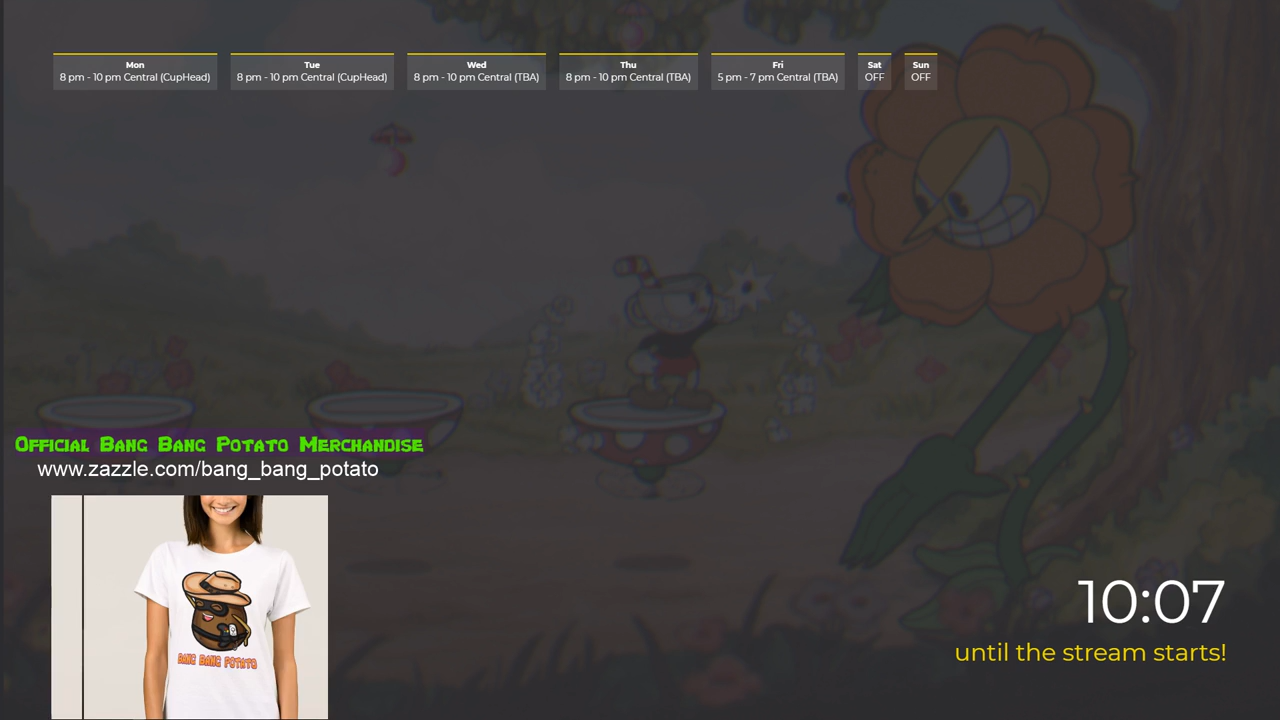 Mon
8 pm - 10 pm Central (CupHead)
Tue
8 pm - 10 pm Central (CupHead)
Wed
8 pm - 10 pm Central (TBA)
Thu
8 pm - 10 pm Central (TBA)
Fri
5 pm - 7 pm Central (TBA)
Sat
OFF
Sun
OFF
Official Bang Bang Potato Merchandise
www.zazzle.com/bang_bang_potato
BANG BANG POTATO
10:07
until the stream starts!